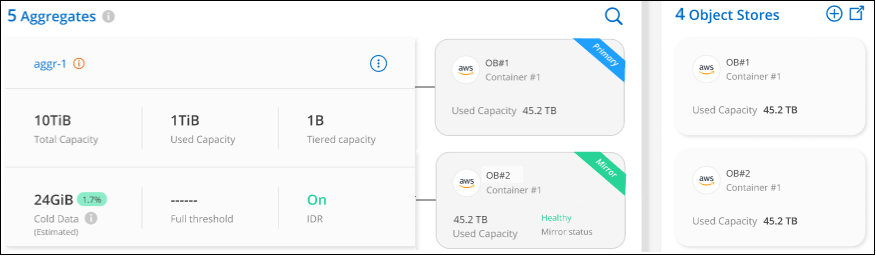 5 Aggregates
aggr-1
10TiB
Total Capacity
1TiB
Used Capacity
1B
Tiered capacity
24GiB 1.7%
Cold Data
(Estimated)
------
Full threshold
On
IDR
Primary
aws
OB#1
Container #1
Used Capacity 45.2 TB
Mirror
aws
OB#2
Container #1
45.2 TB
Used Capacity
Healthy
Mirror status
4 Object Stores
aws
OB#1
Container #1
Used Capacity 45.2 TB
aws
OB#2
Container #1
Used Capacity 45.2 TB